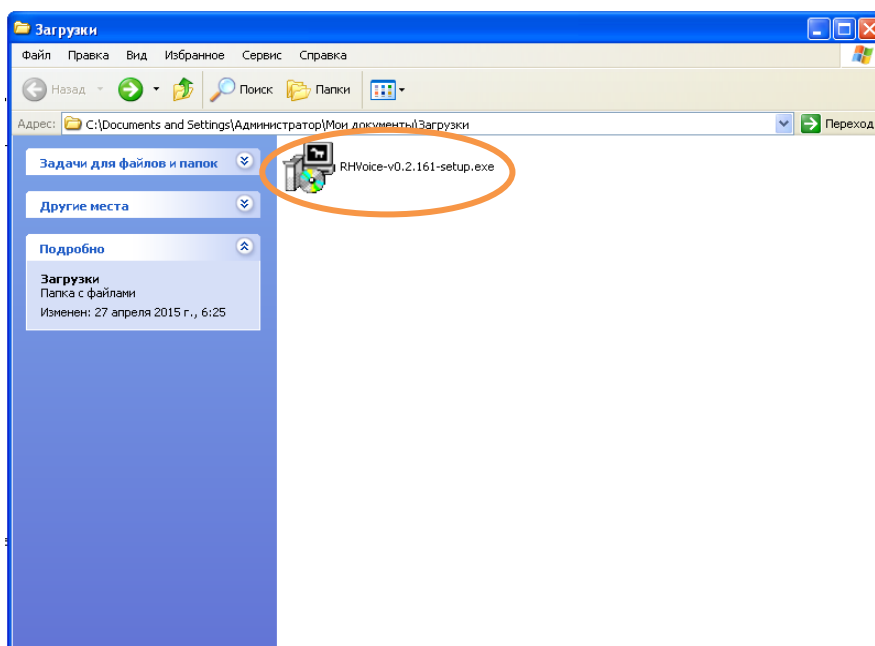 Загрузки
Файл Правка Вид Избранное Сервис Справка
Назад Поиск Папки
Адрес: C:\Documents and Settings\Администратор\Мои документы\Загрузки Переход
Задачи для файлов и папок
RHVoice-v0.2.161-setup.exe
Другие места
Подробно
Загрузки
Папка с файлами
Изменен: 27 апреля 2015 г., 6:25